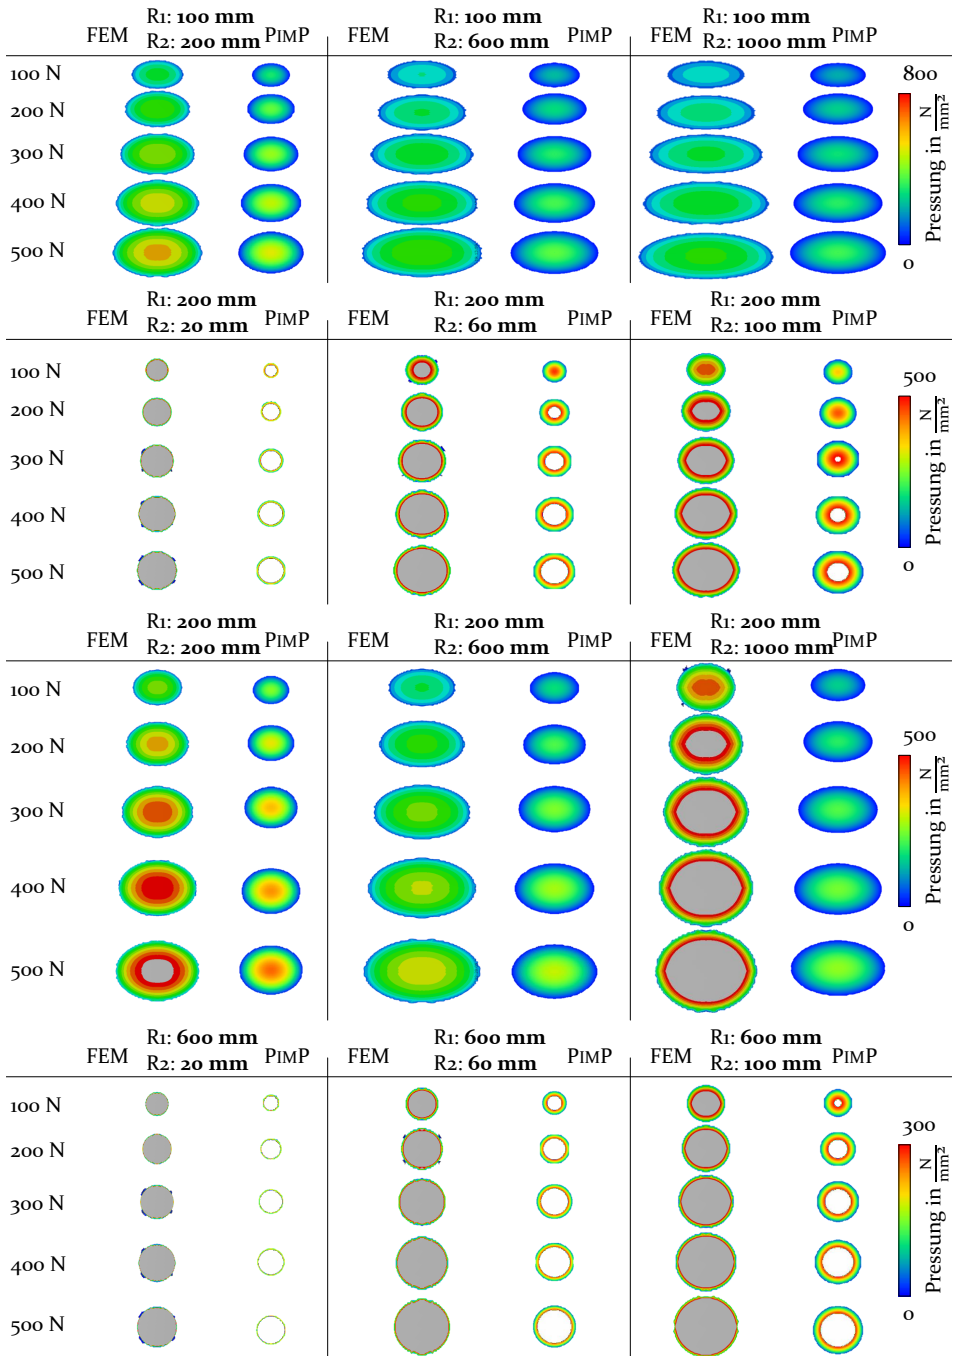 R1: 100 mm R1: 100 mm R1: 100 mm
FEM PIMP FEM PIMP FEM PIMP
R2: 200 mm R2: 600 mm R2: 1000 mm
100 N
800
200 N
300 N
400 N
500 N
0
Pressung in N/mm²
R1: 200 mm R1: 200 mm R1: 200 mm
FEM PIMP FEM PIMP FEM PIMP
R2: 20 mm R2: 60 mm R2: 100 mm
100 N
500
200 N
300 N
400 N
500 N
0
Pressung in N/mm²
R1: 200 mm R1: 200 mm R1: 200 mm
FEM PIMP FEM PIMP FEM PIMP
R2: 200 mm R2: 600 mm R2: 1000 mm
100 N
500
200 N
300 N
400 N
0
500 N
Pressung in N/mm²
R1: 600 mm R1: 600 mm R1: 600 mm
FEM PIMP FEM PIMP FEM PIMP
R2: 20 mm R2: 60 mm R2: 100 mm
100 N
300
200 N
300 N
400 N
500 N
0
Pressung in N/mm²